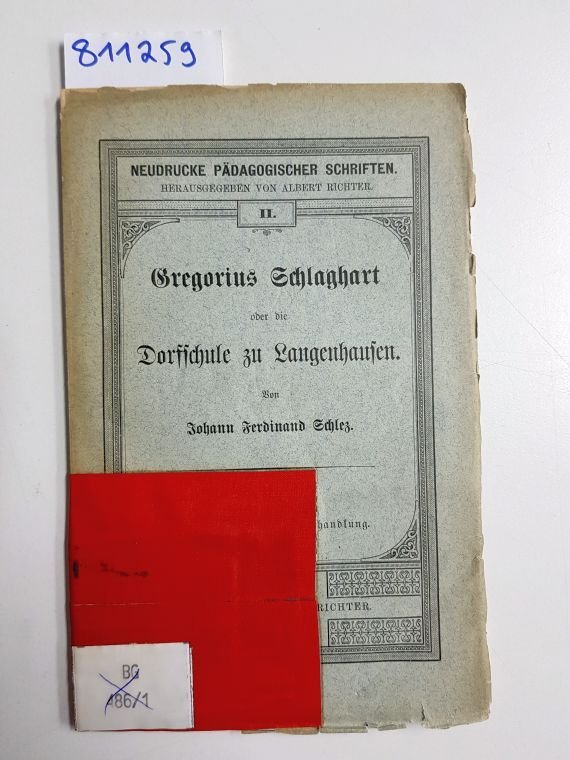 811259
NEUDRUCKE PÄDAGOGISCHER SCHRIFTEN.
HERAUSGEGEBEN VON ALBERT RICHTER.
II.
Gregorius Schlaghart
oder die
Dorfschule zu Langenhausen.
Von
Johann Ferdinand Schlez.
handlung.
RICHTER.
BG
186/1